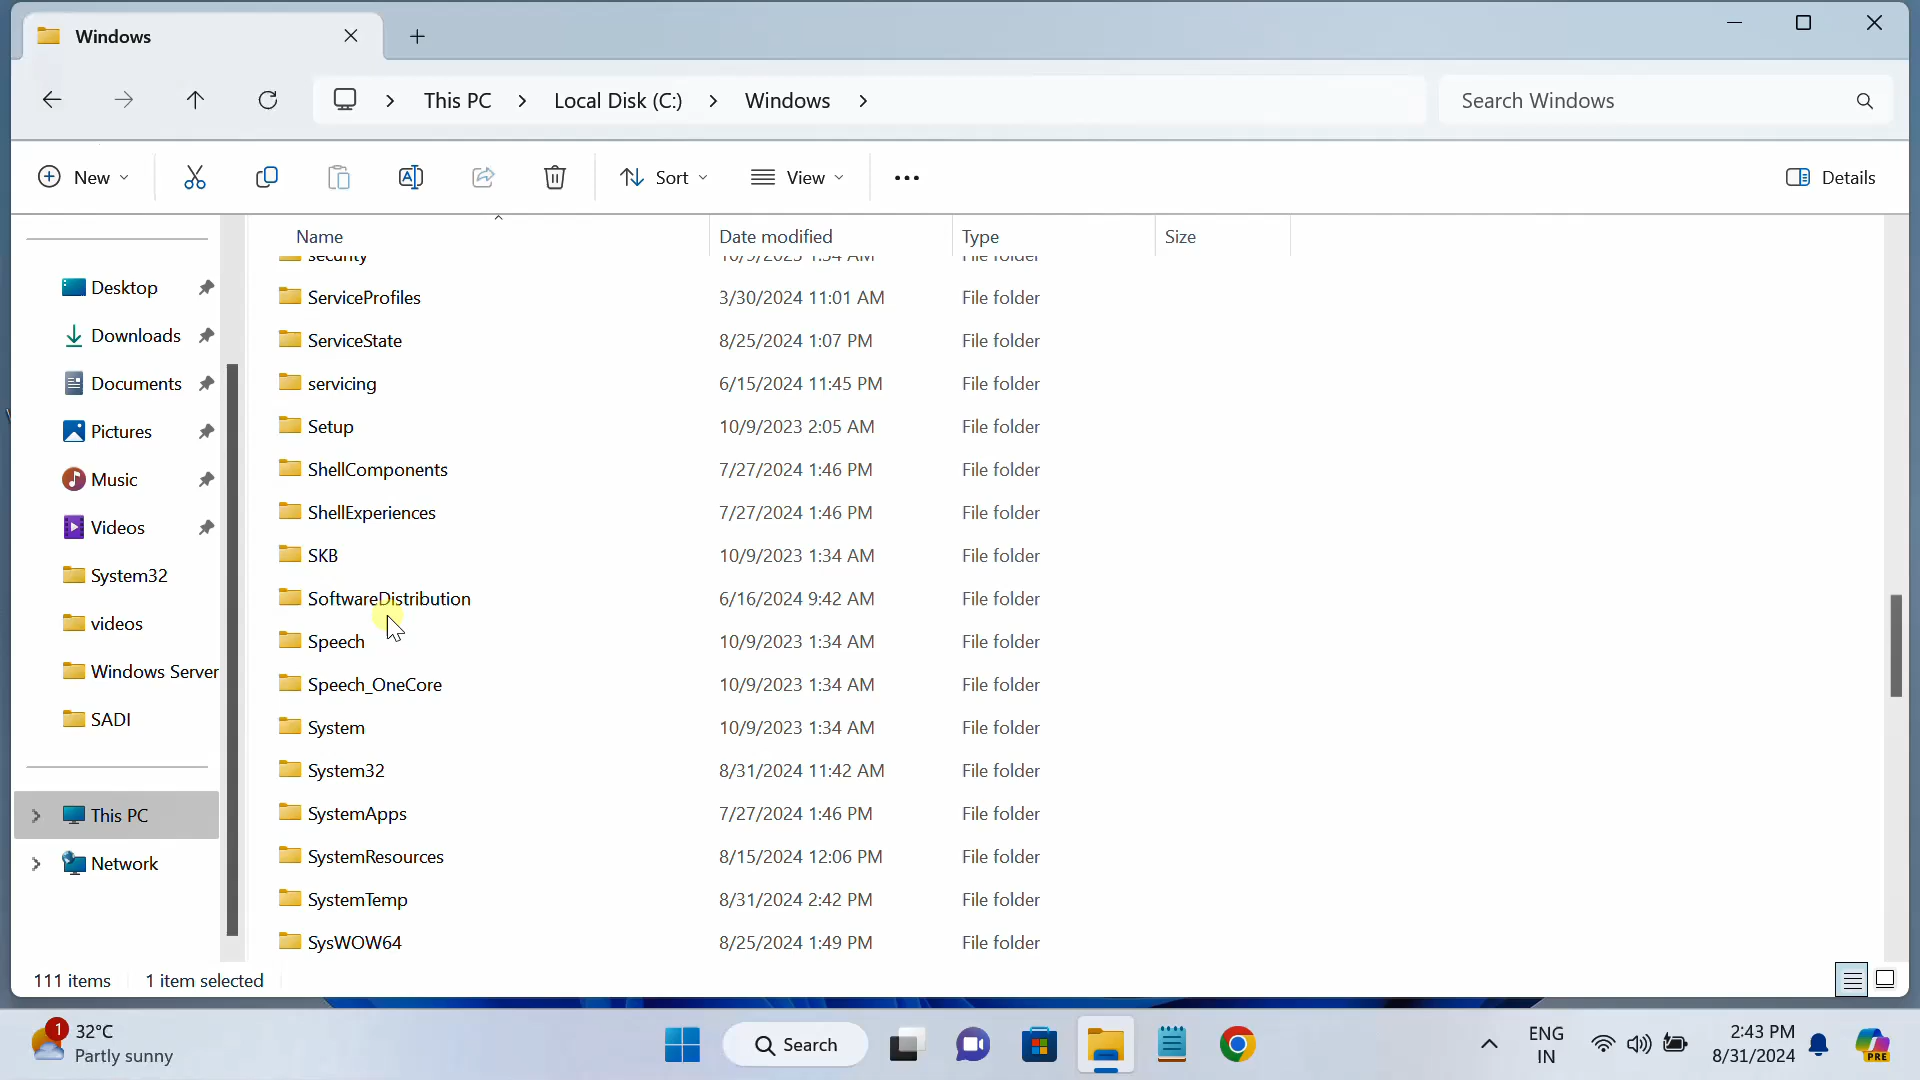 Windows
This PC Local Disk (C:) Windows
Search Windows
New Sort View Details
Name Date modified Type Size
security 10/9/2023 1:34 AM File folder
ServiceProfiles 3/30/2024 11:01 AM File folder
ServiceState 8/25/2024 1:07 PM File folder
servicing 6/15/2024 11:45 PM File folder
Setup 10/9/2023 2:05 AM File folder
ShellComponents 7/27/2024 1:46 PM File folder
ShellExperiences 7/27/2024 1:46 PM File folder
SKB 10/9/2023 1:34 AM File folder
SoftwareDistribution 6/16/2024 9:42 AM File folder
Speech 10/9/2023 1:34 AM File folder
Speech_OneCore 10/9/2023 1:34 AM File folder
System 10/9/2023 1:34 AM File folder
System32 8/31/2024 11:42 AM File folder
SystemApps 7/27/2024 1:46 PM File folder
SystemResources 8/15/2024 12:06 PM File folder
SystemTemp 8/31/2024 2:42 PM File folder
SysWOW64 8/25/2024 1:49 PM File folder
Desktop
Downloads
Documents
Pictures
Music
Videos
System32
videos
Windows Server
SADI
This PC
Network
111 items 1 item selected
1
32°C
Partly sunny
Search
ENG
IN
2:43 PM
8/31/2024
PRE